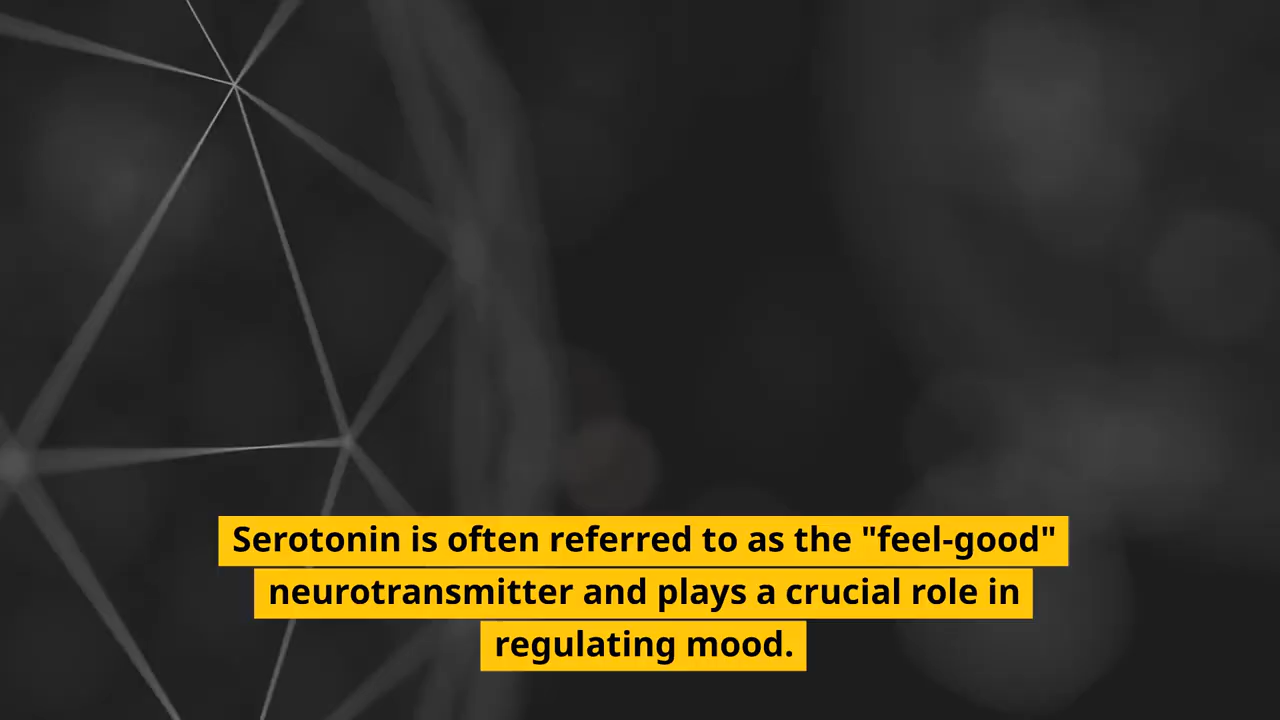 Serotonin is often referred to as the "feel-good"
neurotransmitter and plays a crucial role in
regulating mood.